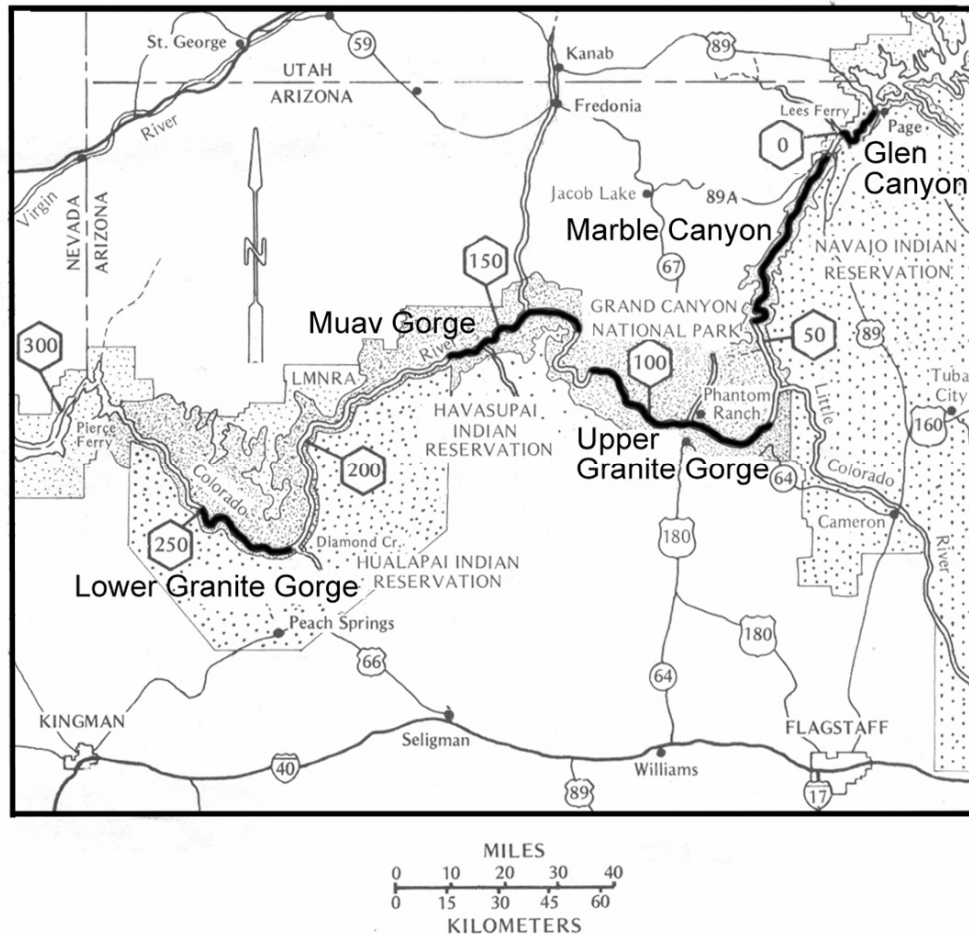 St. George
59
Kanab
89
UTAH
ARIZONA
Fredonia
Lees Ferry
Page
0
Glen
Canyon
River
Virgin
NEVADA
ARIZONA
N
Jacob Lake
89A
Marble Canyon
67
NAVAJO INDIAN
RESERVATION
150
GRAND CANYON
NATIONAL PARK
Muav Gorge
River
300
50
89
100
LMNRA
Phantom
Ranch
Tuba
City
160
Pierce
Ferry
HAVASUPAI
INDIAN
RESERVATION
Little
Colorado
River
Upper
Granite Gorge
64
200
Colorado
Cameron
180
250
Diamond Cr.
HUALAPAI INDIAN
RESERVATION
Lower Granite Gorge
Peach Springs
66
180
64
KINGMAN
Seligman
FLAGSTAFF
40
Williams
89
17
MILES
0 10 20 30 40
0 15 30 45 60
KILOMETERS